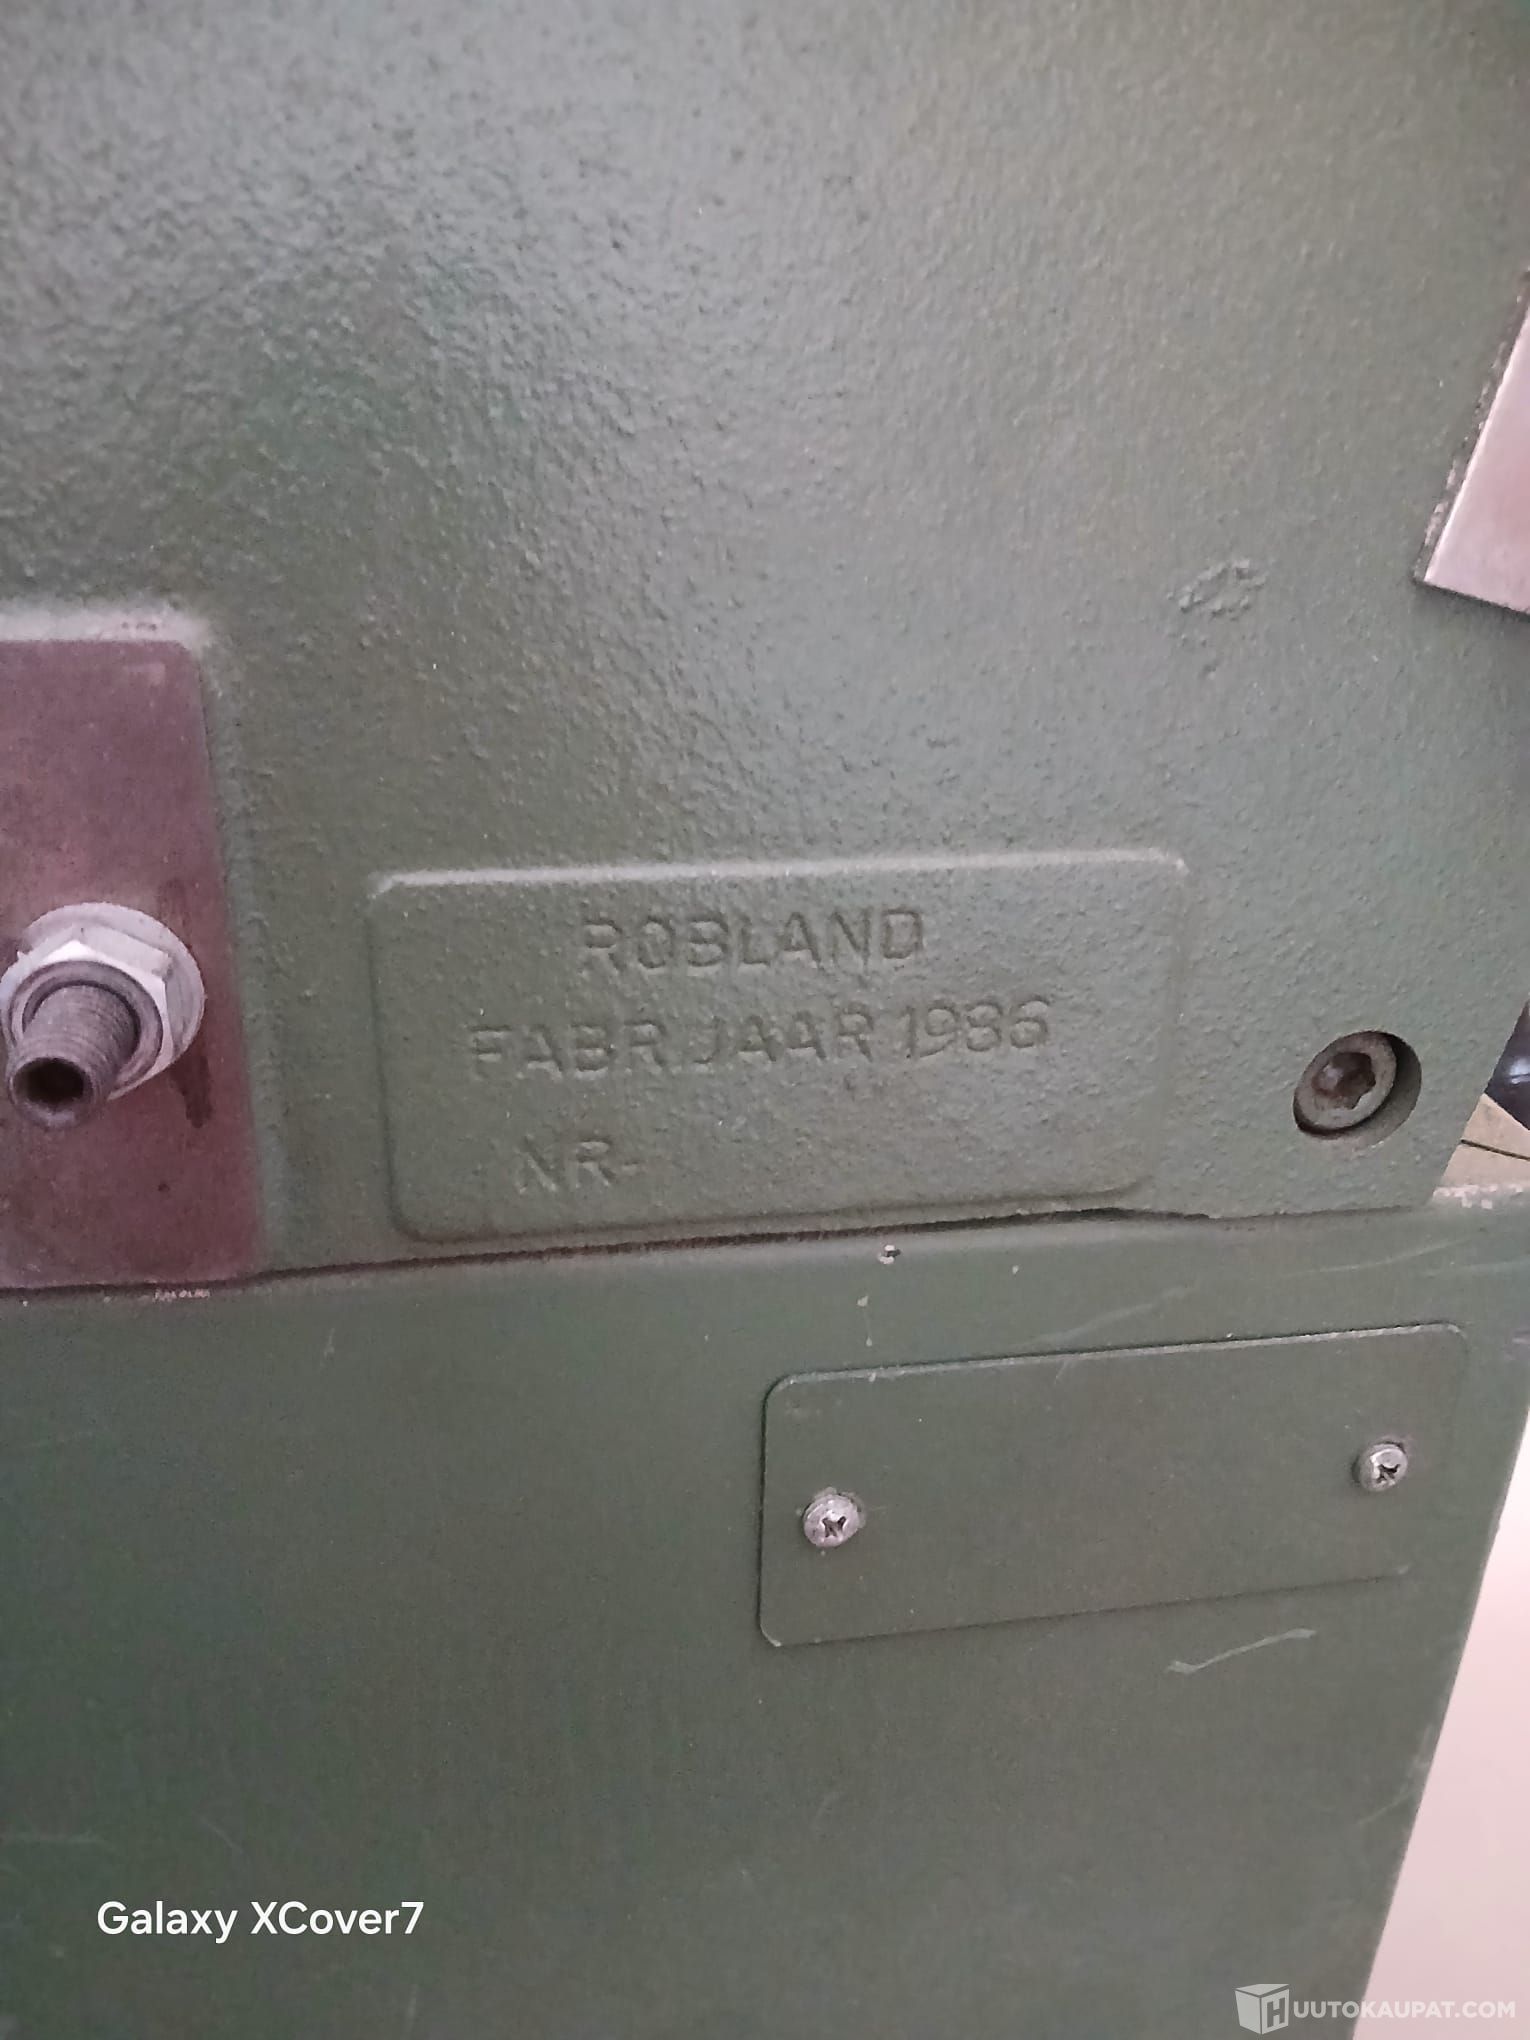 ROBLAND
FABR.JAAR 1986
NR-
Galaxy XCover7
HUUTOKAUPAT.COM